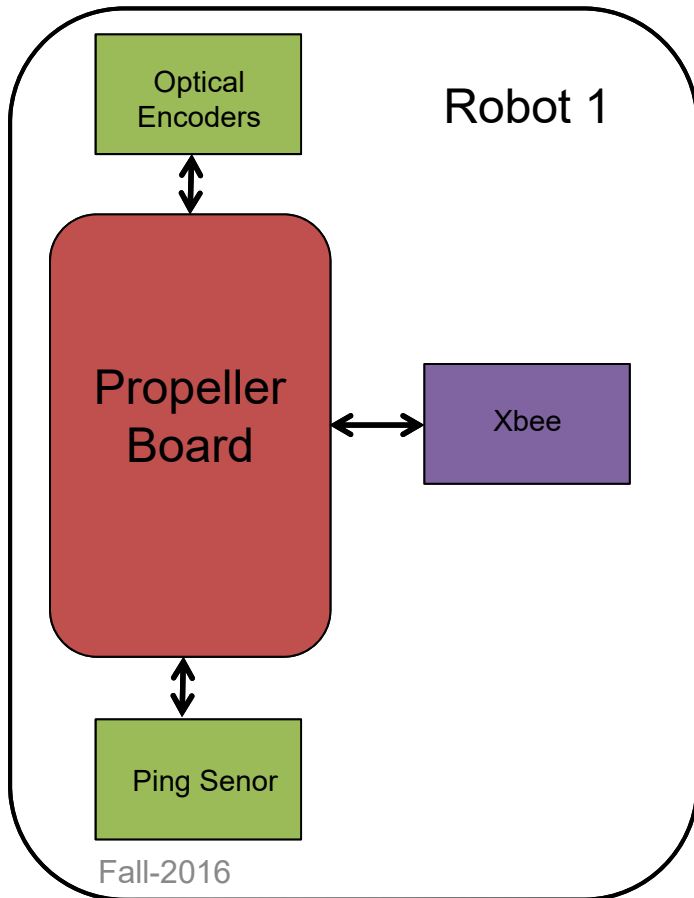 Optical
Encoders
Robot 1
Propeller
Board
Xbee
Ping Senor
Fall-2016